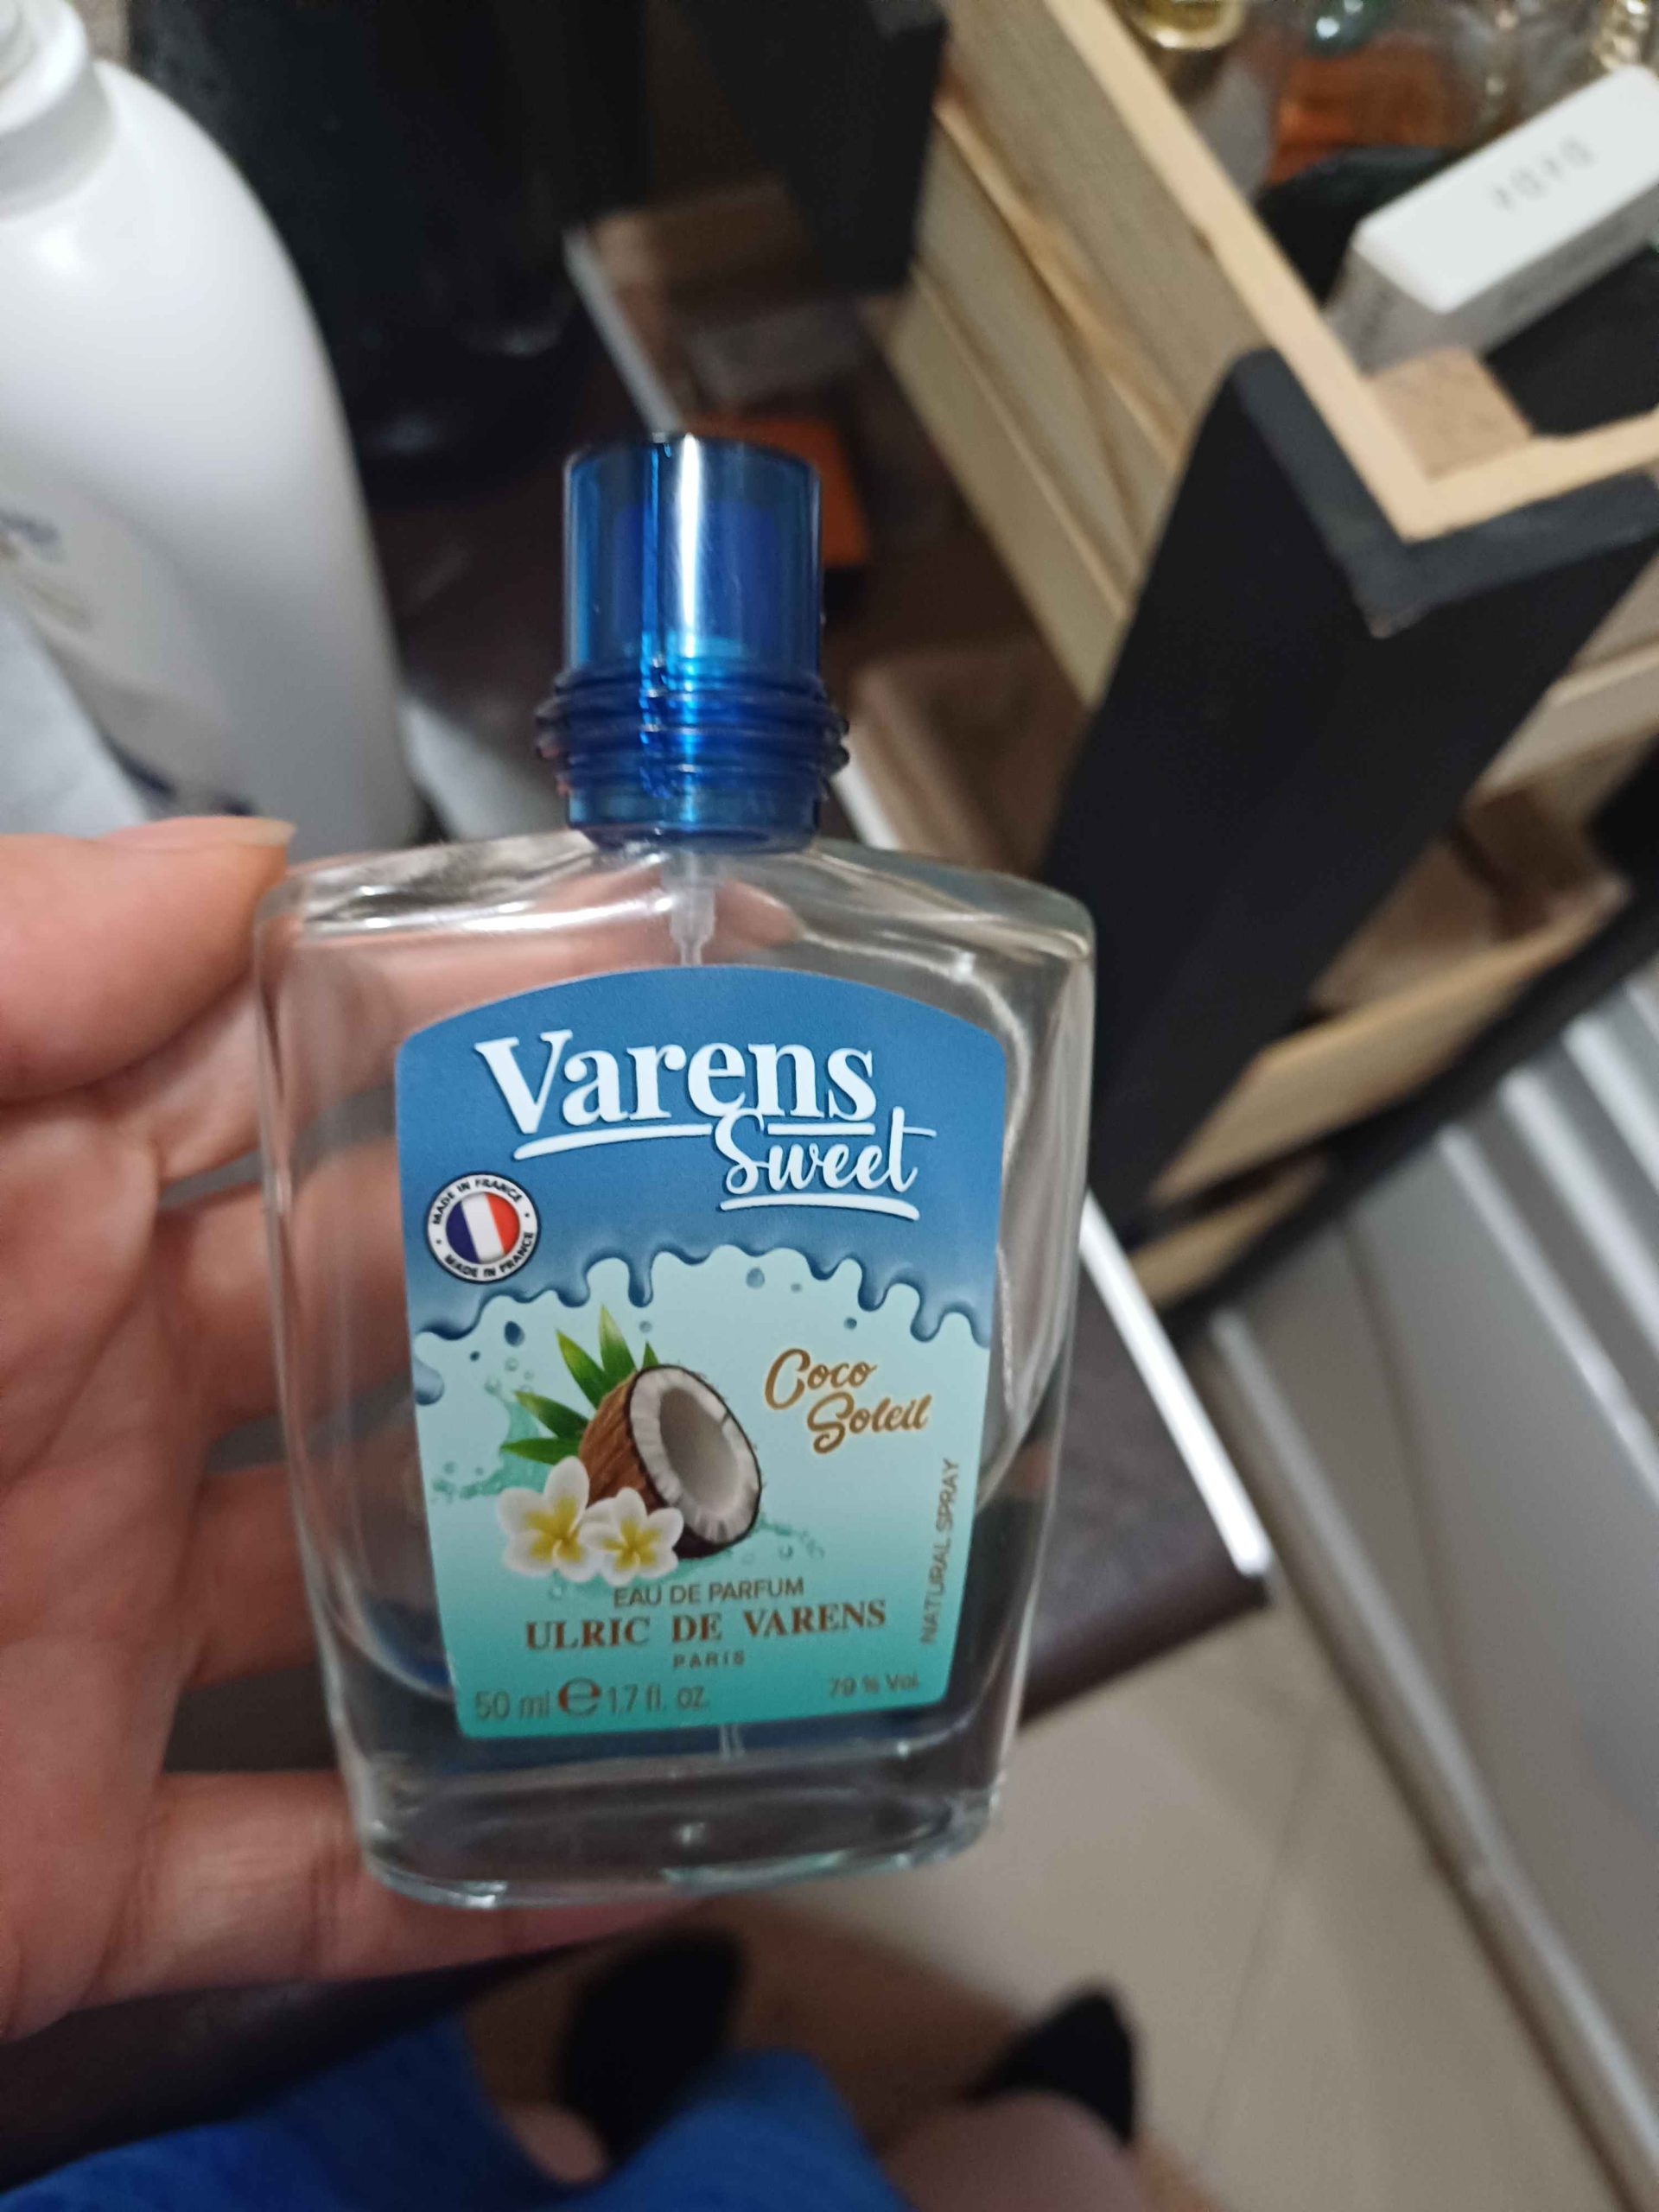 Varens
Sweet
MADE IN FRANCE
MADE IN FRANCE
Coco
Soleil
NATURAL SPRAY
EAU DE PARFUM
ULRIC DE VARENS
PARIS
50 ml e 1.7 fl. oz.
79 % Vol.